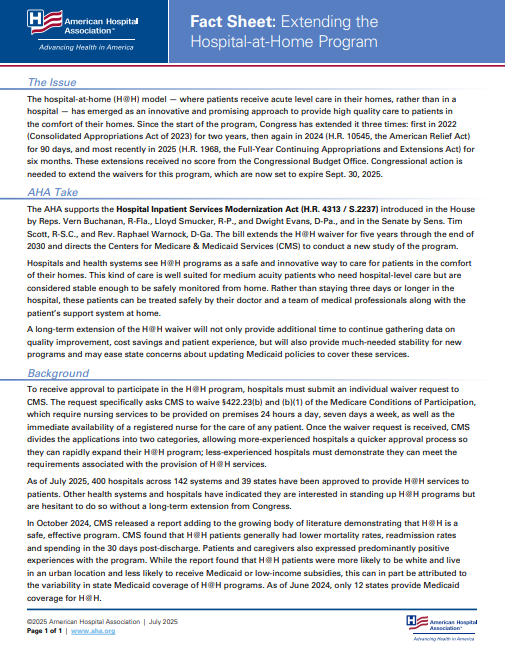 American Hospital
Association™
Advancing Health in America
Fact Sheet: Extending the
Hospital-at-Home Program
The Issue
The hospital-at-home (H@H) model — where patients receive acute level care in their homes, rather than in a
hospital — has emerged as an innovative and promising approach to provide high quality care to patients in
the comfort of their homes. Since the start of the program, Congress has extended it three times: first in 2022
(Consolidated Appropriations Act of 2023) for two years, then again in 2024 (H.R. 10545, the American Relief Act)
for 90 days, and most recently in 2025 (H.R. 1968, the Full-Year Continuing Appropriations and Extensions Act) for
six months. These extensions received no score from the Congressional Budget Office. Congressional action is
needed to extend the waivers for this program, which are now set to expire Sept. 30, 2025.
AHA Take
The AHA supports the Hospital Inpatient Services Modernization Act (H.R. 4313 / S.2237) introduced in the House
by Reps. Vern Buchanan, R-Fla., Lloyd Smucker, R-P., and Dwight Evans, D-Pa., and in the Senate by Sens. Tim
Scott, R-S.C., and Rev. Raphael Warnock, D-Ga. The bill extends the H@H waiver for five years through the end of
2030 and directs the Centers for Medicare & Medicaid Services (CMS) to conduct a new study of the program.
Hospitals and health systems see H@H programs as a safe and innovative way to care for patients in the comfort
of their homes. This kind of care is well suited for medium acuity patients who need hospital-level care but are
considered stable enough to be safely monitored from home. Rather than staying three days or longer in the
hospital, these patients can be treated safely by their doctor and a team of medical professionals along with the
patient's support system at home.
A long-term extension of the H@H waiver will not only provide additional time to continue gathering data on
quality improvement, cost savings and patient experience, but will also provide much-needed stability for new
programs and may ease state concerns about updating Medicaid policies to cover these services.
Background
To receive approval to participate in the H@H program, hospitals must submit an individual waiver request to
CMS. The request specifically asks CMS to waive §422.23(b) and (b)(1) of the Medicare Conditions of Participation,
which require nursing services to be provided on premises 24 hours a day, seven days a week, as well as the
immediate availability of a registered nurse for the care of any patient. Once the waiver request is received, CMS
divides the applications into two categories, allowing more-experienced hospitals a quicker approval process so
they can rapidly expand their H@H program; less-experienced hospitals must demonstrate they can meet the
requirements associated with the provision of H@H services.
As of July 2025, 400 hospitals across 142 systems and 39 states have been approved to provide H@H services to
patients. Other health systems and hospitals have indicated they are interested in standing up H@H programs but
are hesitant to do so without a long-term extension from Congress.
In October 2024, CMS released a report adding to the growing body of literature demonstrating that H@H is a
safe, effective program. CMS found that H@H patients generally had lower mortality rates, readmission rates
and spending in the 30 days post-discharge. Patients and caregivers also expressed predominantly positive
experiences with the program. While the report found that H@H patients were more likely to be white and live
in an urban location and less likely to receive Medicaid or low-income subsidies, this can in part be attributed to
the variability in state Medicaid coverage of H@H programs. As of June 2024, only 12 states provide Medicaid
coverage for H@H.
©2025 American Hospital Association | July 2025
Page 1 of 1 | www.aha.org
American Hospital
Association™
Advancing Health in America